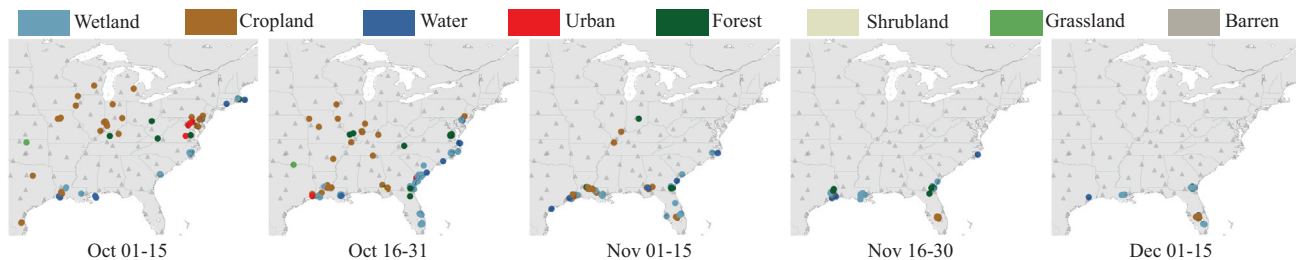 Wetland Cropland Water Urban Forest Shrubland Grassland Barren
Oct 01-15 Oct 16-31 Nov 01-15 Nov 16-30 Dec 01-15